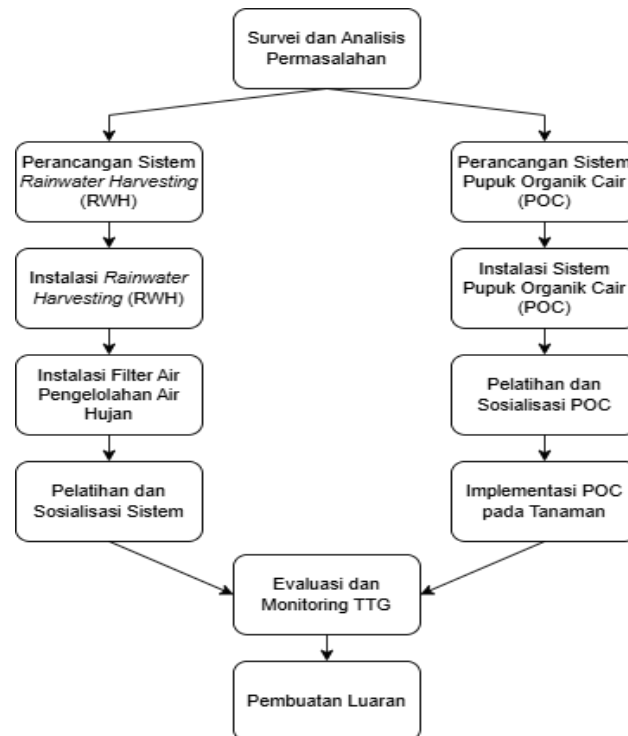 Survei dan Analisis
Permasalahan
Perancangan Sistem
Rainwater Harvesting
(RWH)
Instalasi Rainwater
Harvesting (RWH)
Instalasi Filter Air
Pengelolahan Air
Hujan
Pelatihan dan
Sosialisasi Sistem
Perancangan Sistem
Pupuk Organik Cair
(POC)
Instalasi Sistem
Pupuk Organik Cair
(POC)
Pelatihan dan
Sosialisasi POC
Implementasi POC
pada Tanaman
Evaluasi dan
Monitoring TTG
Pembuatan Luaran